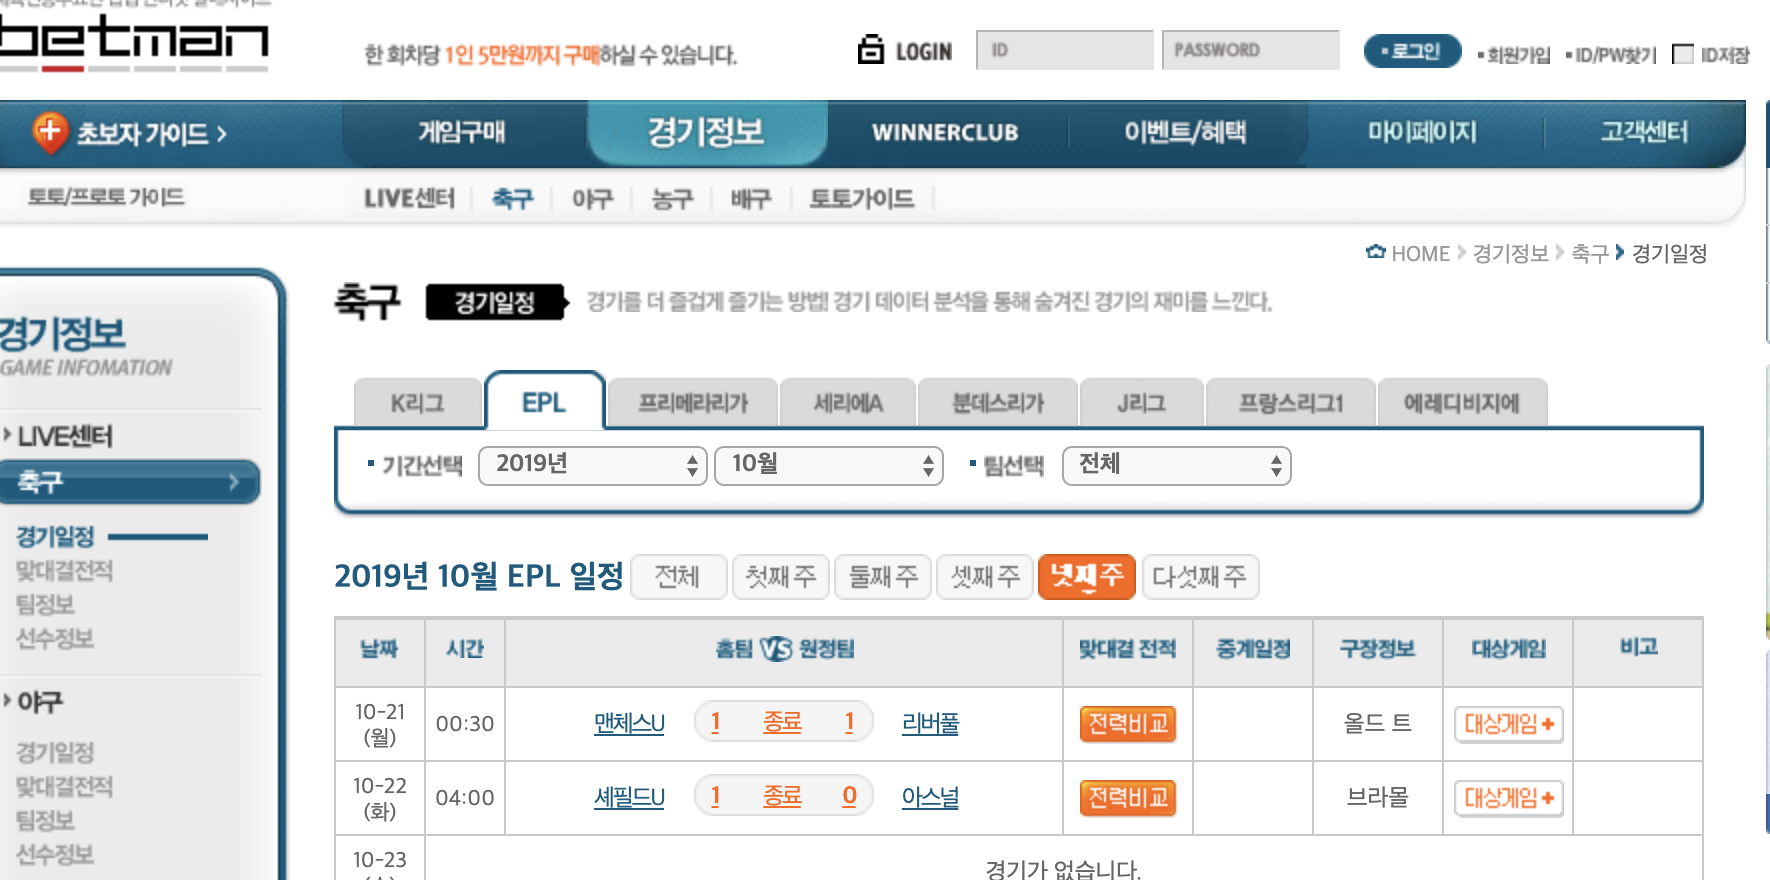 betman
한 회차당 1인 5만원까지 구매하실 수 있습니다.
LOGIN ID PASSWORD 로그인 회원가입 ID/PW찾기 ID저장
초보자 가이드 > 게임구매 경기정보 WINNERCLUB 이벤트/혜택 마이페이지 고객센터
토토/프로토 가이드 LIVE센터 축구 야구 농구 배구 토토가이드
HOME 경기정보 축구 경기일정
경기정보
GAME INFOMATION
LIVE센터
축구
경기일정
맞대결전적
팀정보
선수정보
야구
경기일정
맞대결전적
팀정보
선수정보
축구 경기일정 경기를 더 즐겁게 즐기는 방법! 경기 데이터 분석을 통해 숨겨진 경기의 재미를 느낀다.
K리그 EPL 프리메라리가 세리에A 분데스리가 J리그 프랑스리그1 에레디비지에
기간선택 2019년 10월 팀선택 전체
2019년 10월 EPL 일정 전체 첫째 주 둘째 주 셋째 주 넷째 주 다섯째 주
날짜 시간 홈팀 VS 원정팀 맞대결 전적 중계일정 구장정보 대상게임 비고
10-21 (월) 00:30 맨체스U 1 종료 1 리버풀 전력비교 올드 트 대상게임+
10-22 (화) 04:00 셰필드U 1 종료 0 아스널 전력비교 브라몰 대상게임+
10-23 경기가 없습니다.